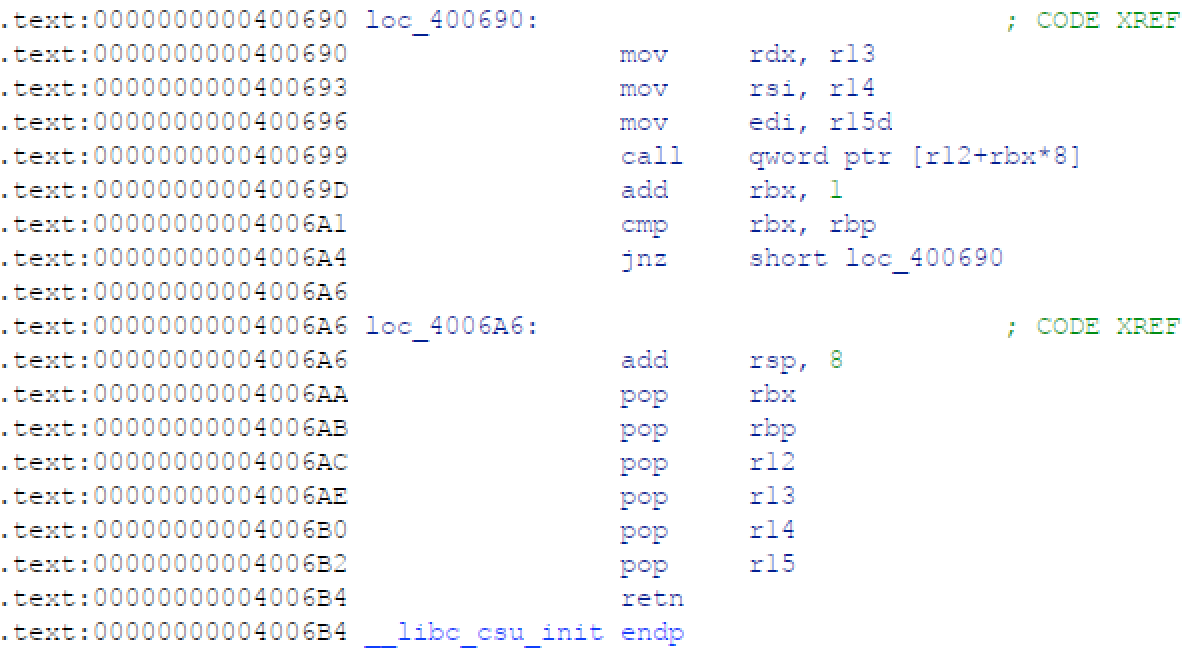 .text:0000000000400690 loc_400690: ; CODE XREF
.text:0000000000400690 mov rdx, r13
.text:0000000000400693 mov rsi, r14
.text:0000000000400696 mov edi, r15d
.text:0000000000400699 call qword ptr [r12+rbx*8]
.text:000000000040069D add rbx, 1
.text:00000000004006A1 cmp rbx, rbp
.text:00000000004006A4 jnz short loc_400690
.text:00000000004006A6
.text:00000000004006A6 loc_4006A6: ; CODE XREF
.text:00000000004006A6 add rsp, 8
.text:00000000004006AA pop rbx
.text:00000000004006AB pop rbp
.text:00000000004006AC pop r12
.text:00000000004006AE pop r13
.text:00000000004006B0 pop r14
.text:00000000004006B2 pop r15
.text:00000000004006B4 retn
.text:00000000004006B4 __libc_csu_init endp